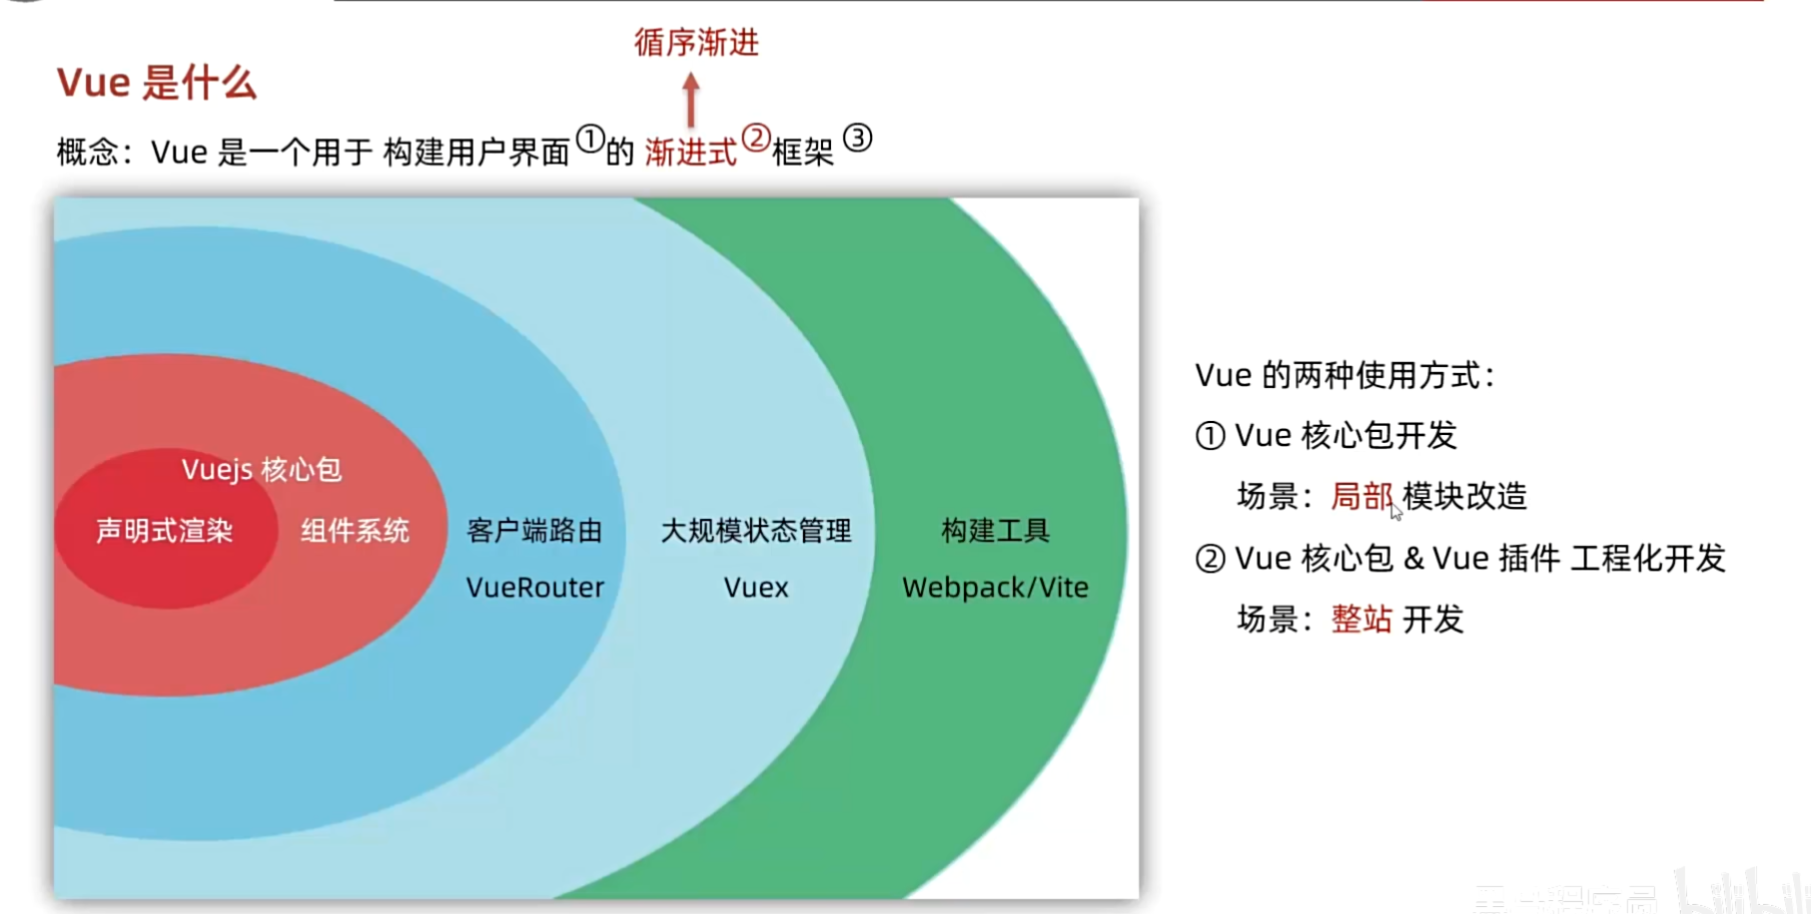 循序渐进
Vue 是什么
概念：Vue 是一个用于 构建用户界面①的 渐进式②框架③
Vuejs 核心包
声明式渲染
组件系统
客户端路由
VueRouter
大规模状态管理
Vuex
构建工具
Webpack/Vite
Vue 的两种使用方式：
① Vue 核心包开发
场景：局部 模块改造
② Vue 核心包 & Vue 插件 工程化开发
场景：整站 开发